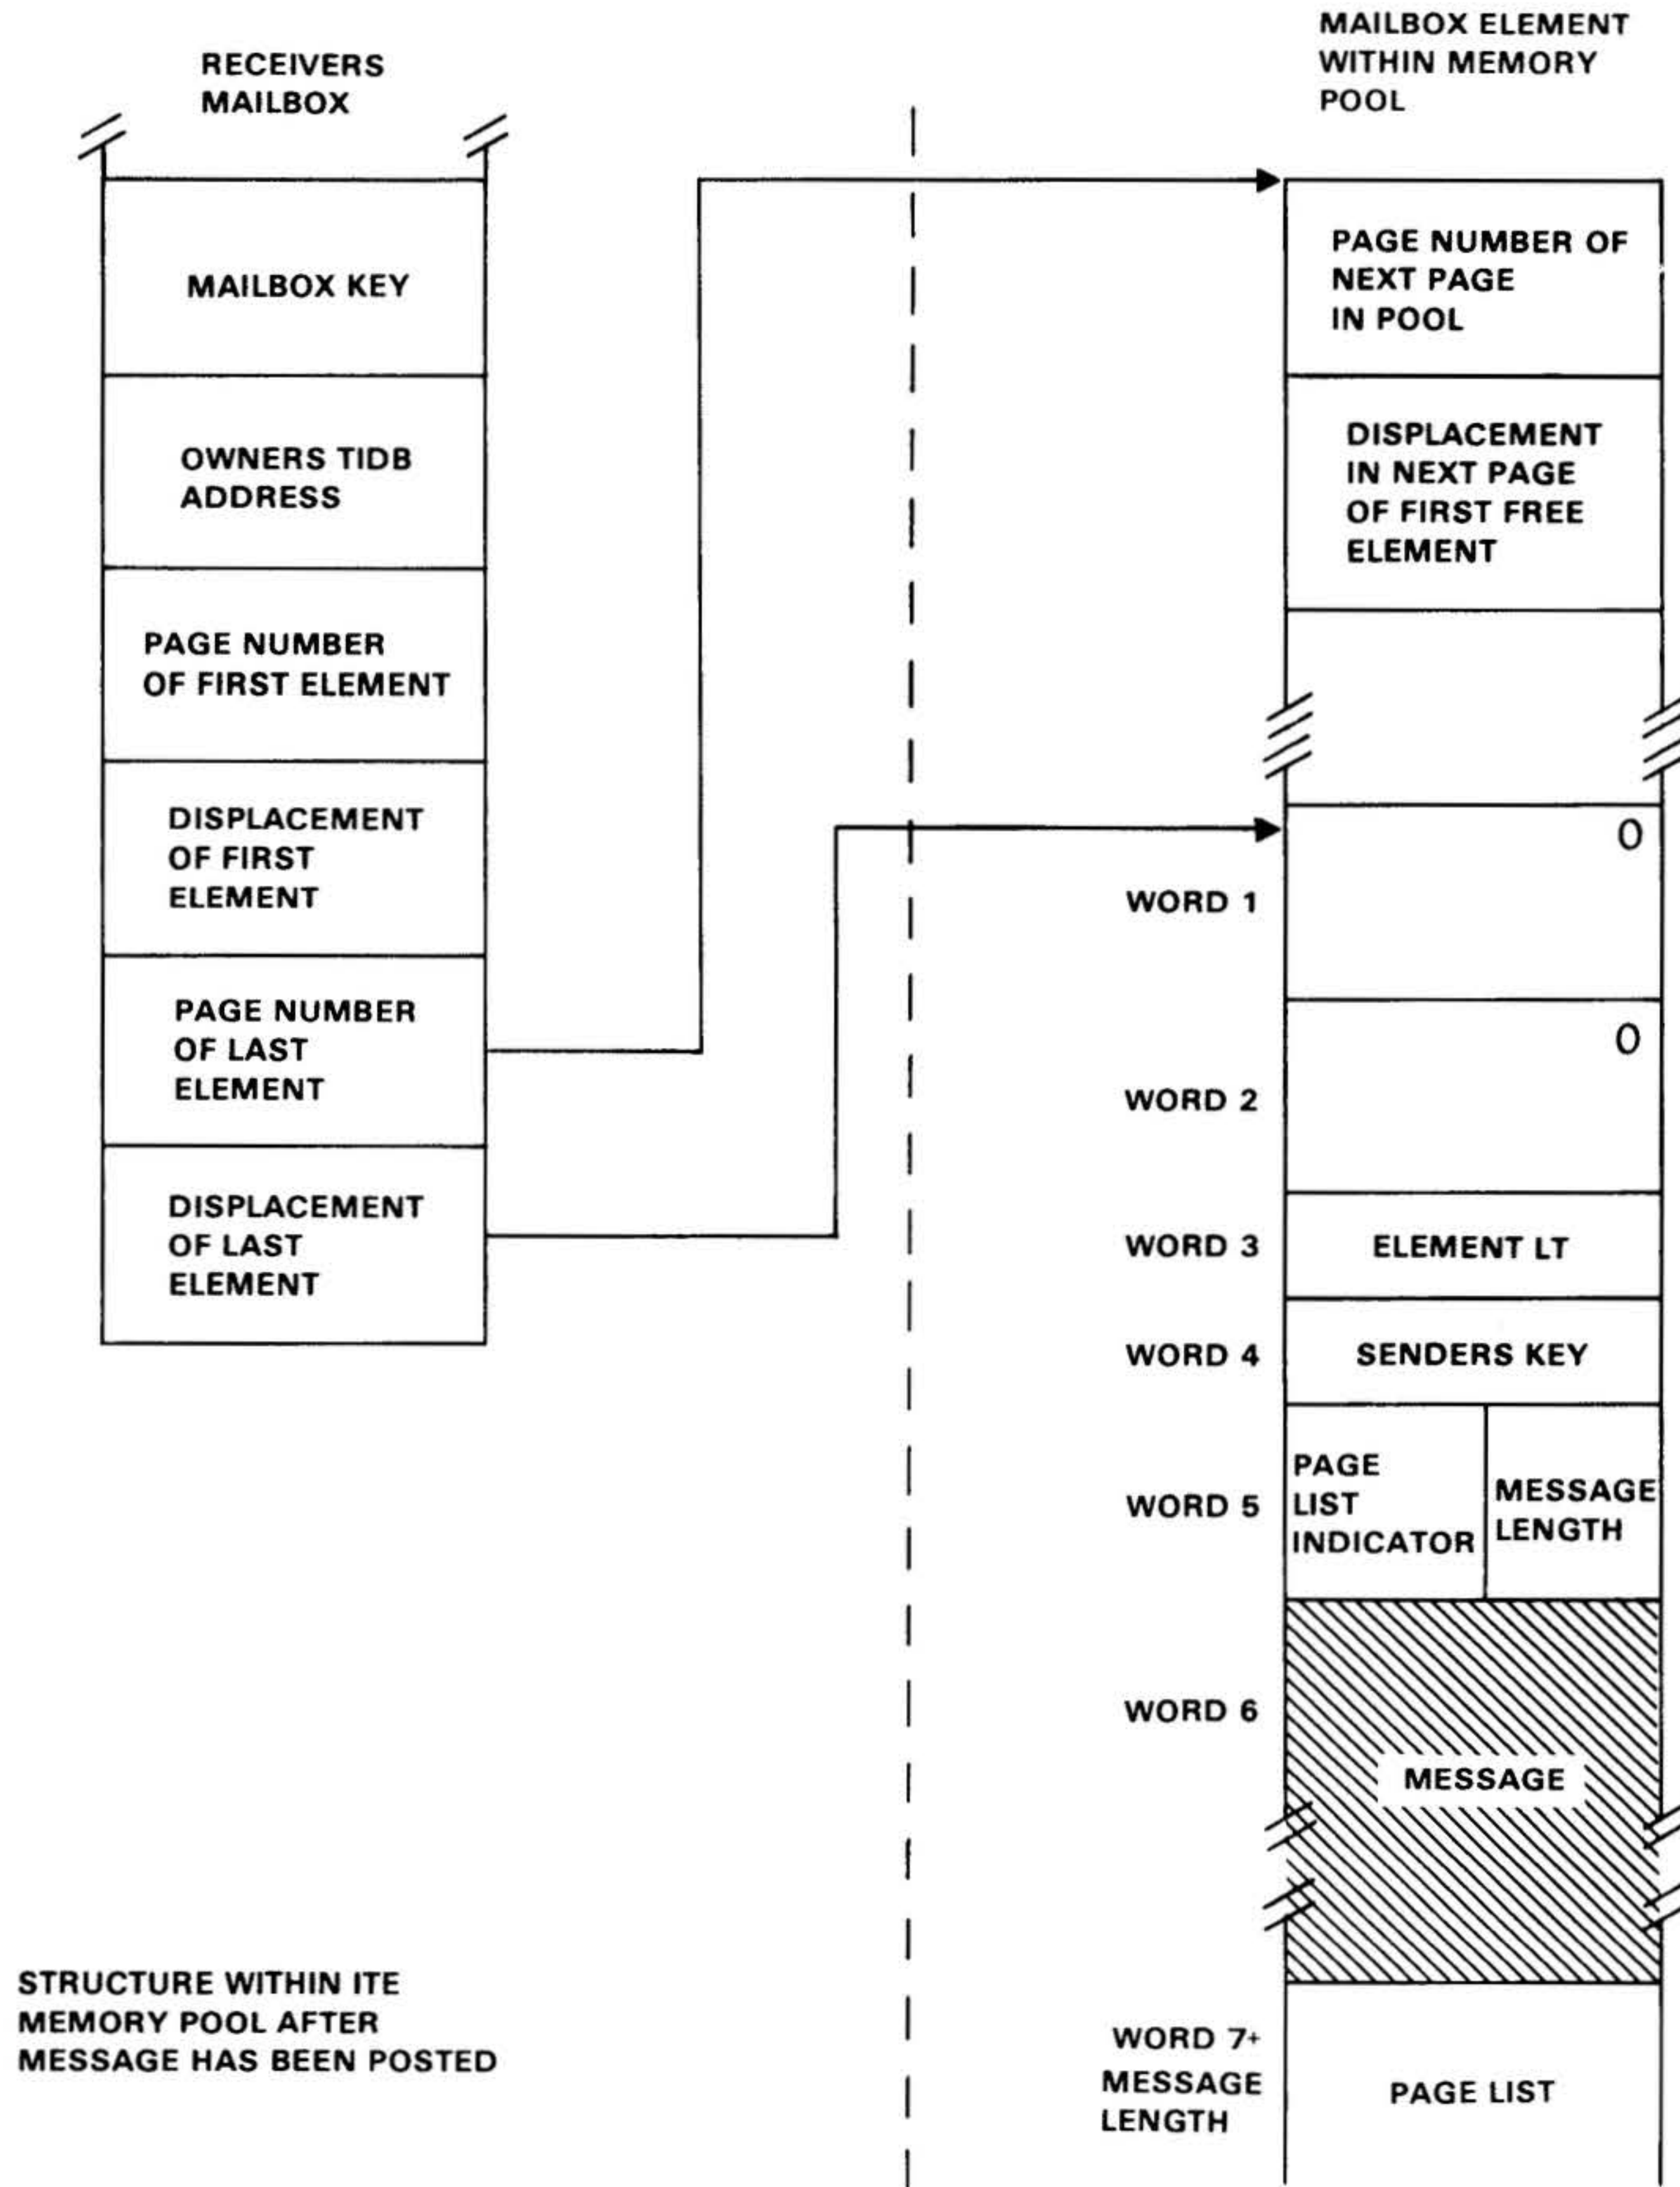 RECEIVERS
MAILBOX
MAILBOX KEY
OWNERS TIDB
ADDRESS
PAGE NUMBER
OF FIRST ELEMENT
DISPLACEMENT
OF FIRST
ELEMENT
PAGE NUMBER
OF LAST
ELEMENT
DISPLACEMENT
OF LAST
ELEMENT
STRUCTURE WITHIN ITE
MEMORY POOL AFTER
MESSAGE HAS BEEN POSTED
MAILBOX ELEMENT
WITHIN MEMORY
POOL
PAGE NUMBER OF
NEXT PAGE
IN POOL
DISPLACEMENT
IN NEXT PAGE
OF FIRST FREE
ELEMENT
0
WORD 1
0
WORD 2
WORD 3
ELEMENT LT
WORD 4
SENDERS KEY
WORD 5
PAGE
LIST
INDICATOR
MESSAGE
LENGTH
WORD 6
MESSAGE
WORD 7+
MESSAGE
LENGTH
PAGE LIST